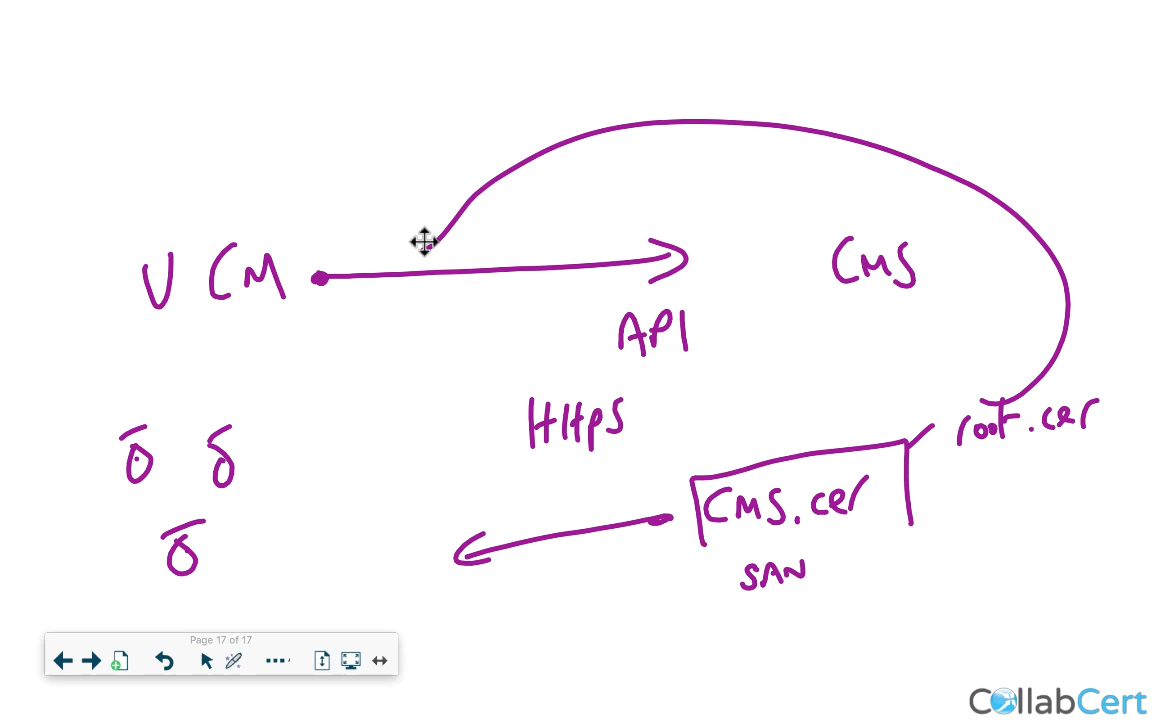 UCM
CMS
API
HTTPS
root.cer
CMS.cer
SAN
Page 17 of 17
CollabCert